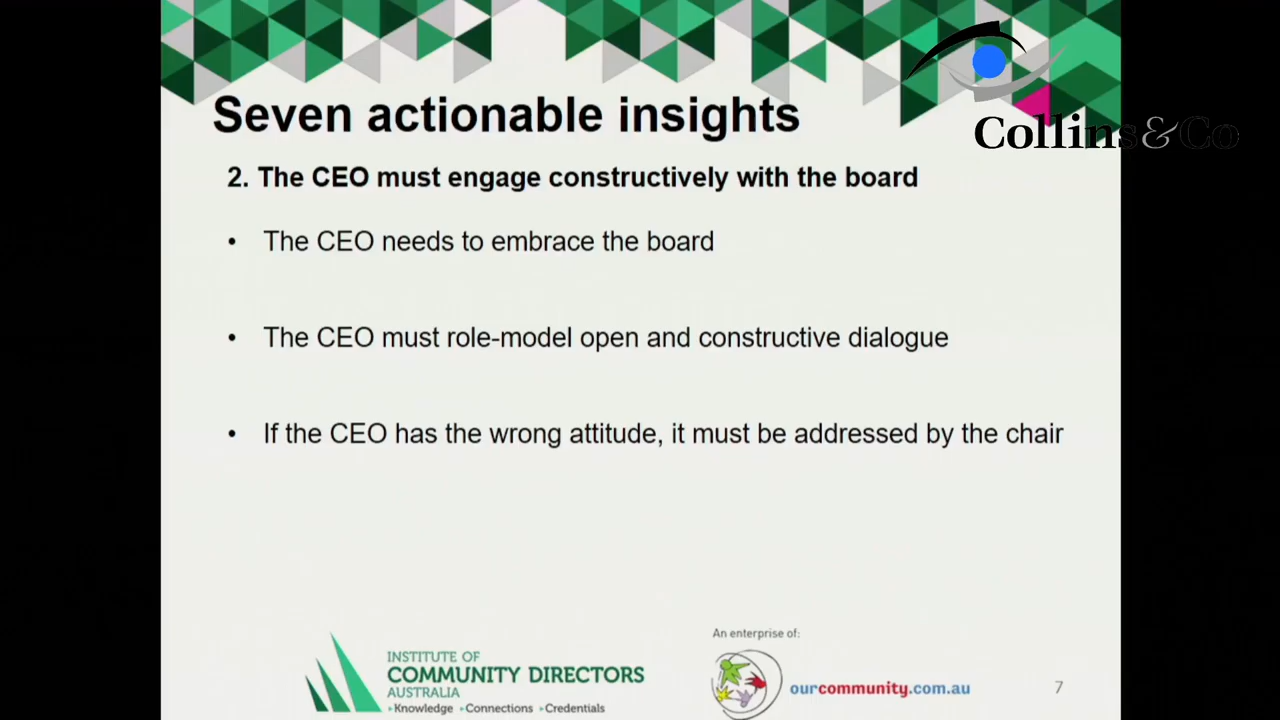 Seven actionable insights
Collins&Co
2. The CEO must engage constructively with the board
• The CEO needs to embrace the board
• The CEO must role-model open and constructive dialogue
• If the CEO has the wrong attitude, it must be addressed by the chair
INSTITUTE OF
COMMUNITY DIRECTORS
AUSTRALIA
Knowledge Connections Credentials
An enterprise of:
ourcommunity.com.au
7